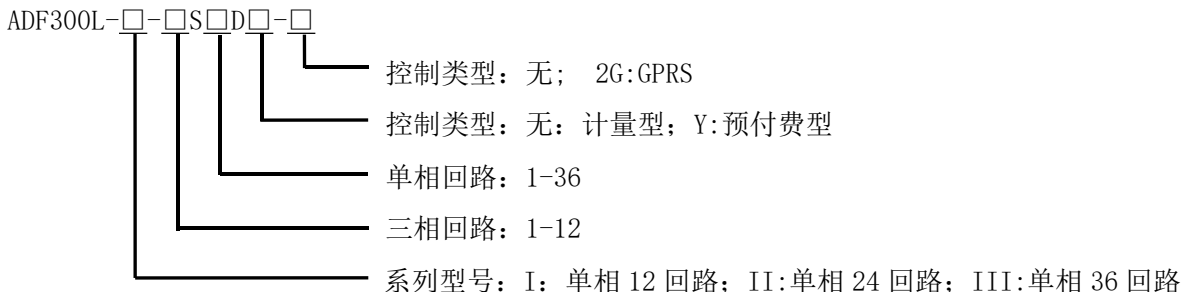 ADF300L-□-□S□D□-□
控制类型：无; 2G:GPRS
控制类型：无：计量型；Y:预付费型
单相回路：1-36
三相回路：1-12
系列型号：I：单相 12 回路；II:单相 24 回路；III:单相 36 回路